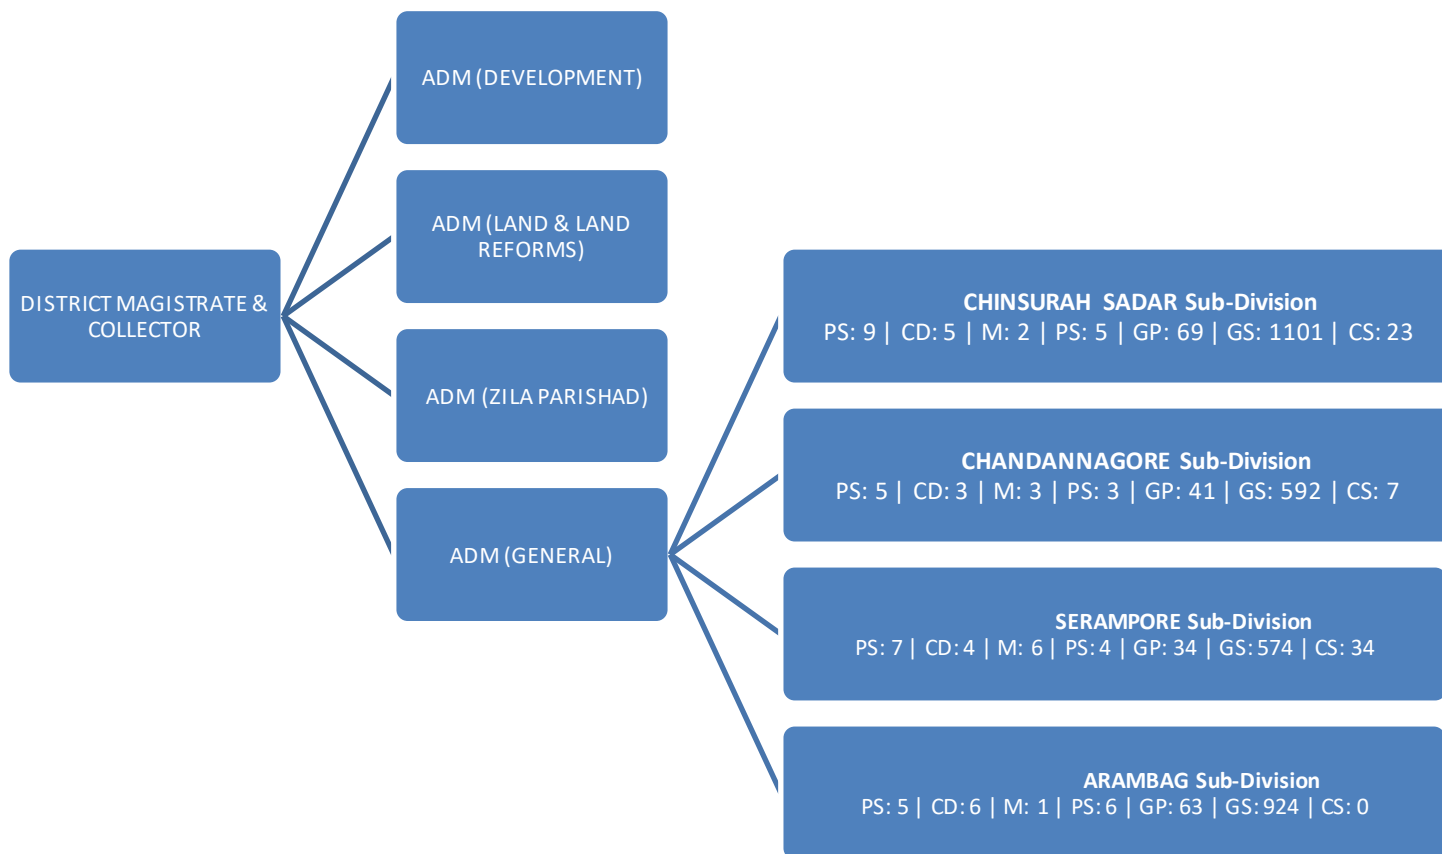 DISTRICT MAGISTRATE &
COLLECTOR
ADM (DEVELOPMENT)
ADM (LAND & LAND
REFORMS)
ADM (ZILA PARISHAD)
ADM (GENERAL)
CHINSURAH SADAR Sub-Division
PS: 9 | CD: 5 | M: 2 | PS: 5 | GP: 69 | GS: 1101 | CS: 23
CHANDANNAGORE Sub-Division
PS: 5 | CD: 3 | M: 3 | PS: 3 | GP: 41 | GS: 592 | CS: 7
SERAMPORE Sub-Division
PS: 7 | CD: 4 | M: 6 | PS: 4 | GP: 34 | GS: 574 | CS: 34
ARAMBAG Sub-Division
PS: 5 | CD: 6 | M: 1 | PS: 6 | GP: 63 | GS: 924 | CS: 0